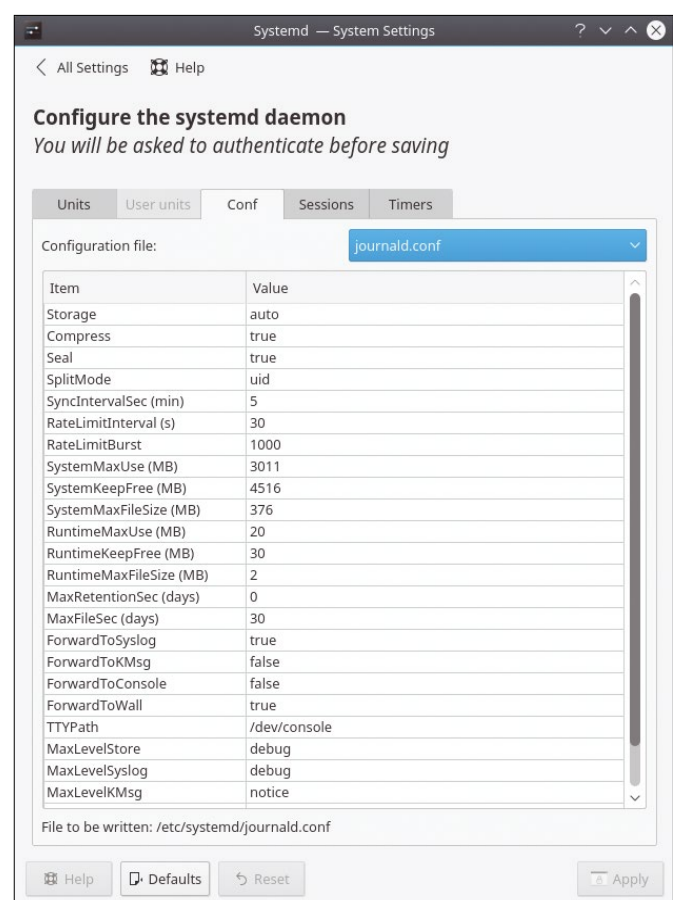 Systemd — System Settings
All Settings Help
Configure the systemd daemon
You will be asked to authenticate before saving
Units User units Conf Sessions Timers
Configuration file: journald.conf
Item Value
Storage auto
Compress true
Seal true
SplitMode uid
SyncIntervalSec (min) 5
RateLimitInterval (s) 30
RateLimitBurst 1000
SystemMaxUse (MB) 3011
SystemKeepFree (MB) 4516
SystemMaxFileSize (MB) 376
RuntimeMaxUse (MB) 20
RuntimeKeepFree (MB) 30
RuntimeMaxFileSize (MB) 2
MaxRetentionSec (days) 0
MaxFileSec (days) 30
ForwardToSyslog true
ForwardToKMsg false
ForwardToConsole false
ForwardToWall true
TTYPath /dev/console
MaxLevelStore debug
MaxLevelSyslog debug
MaxLevelKMsg notice
File to be written: /etc/systemd/journald.conf
Help Defaults Reset Apply